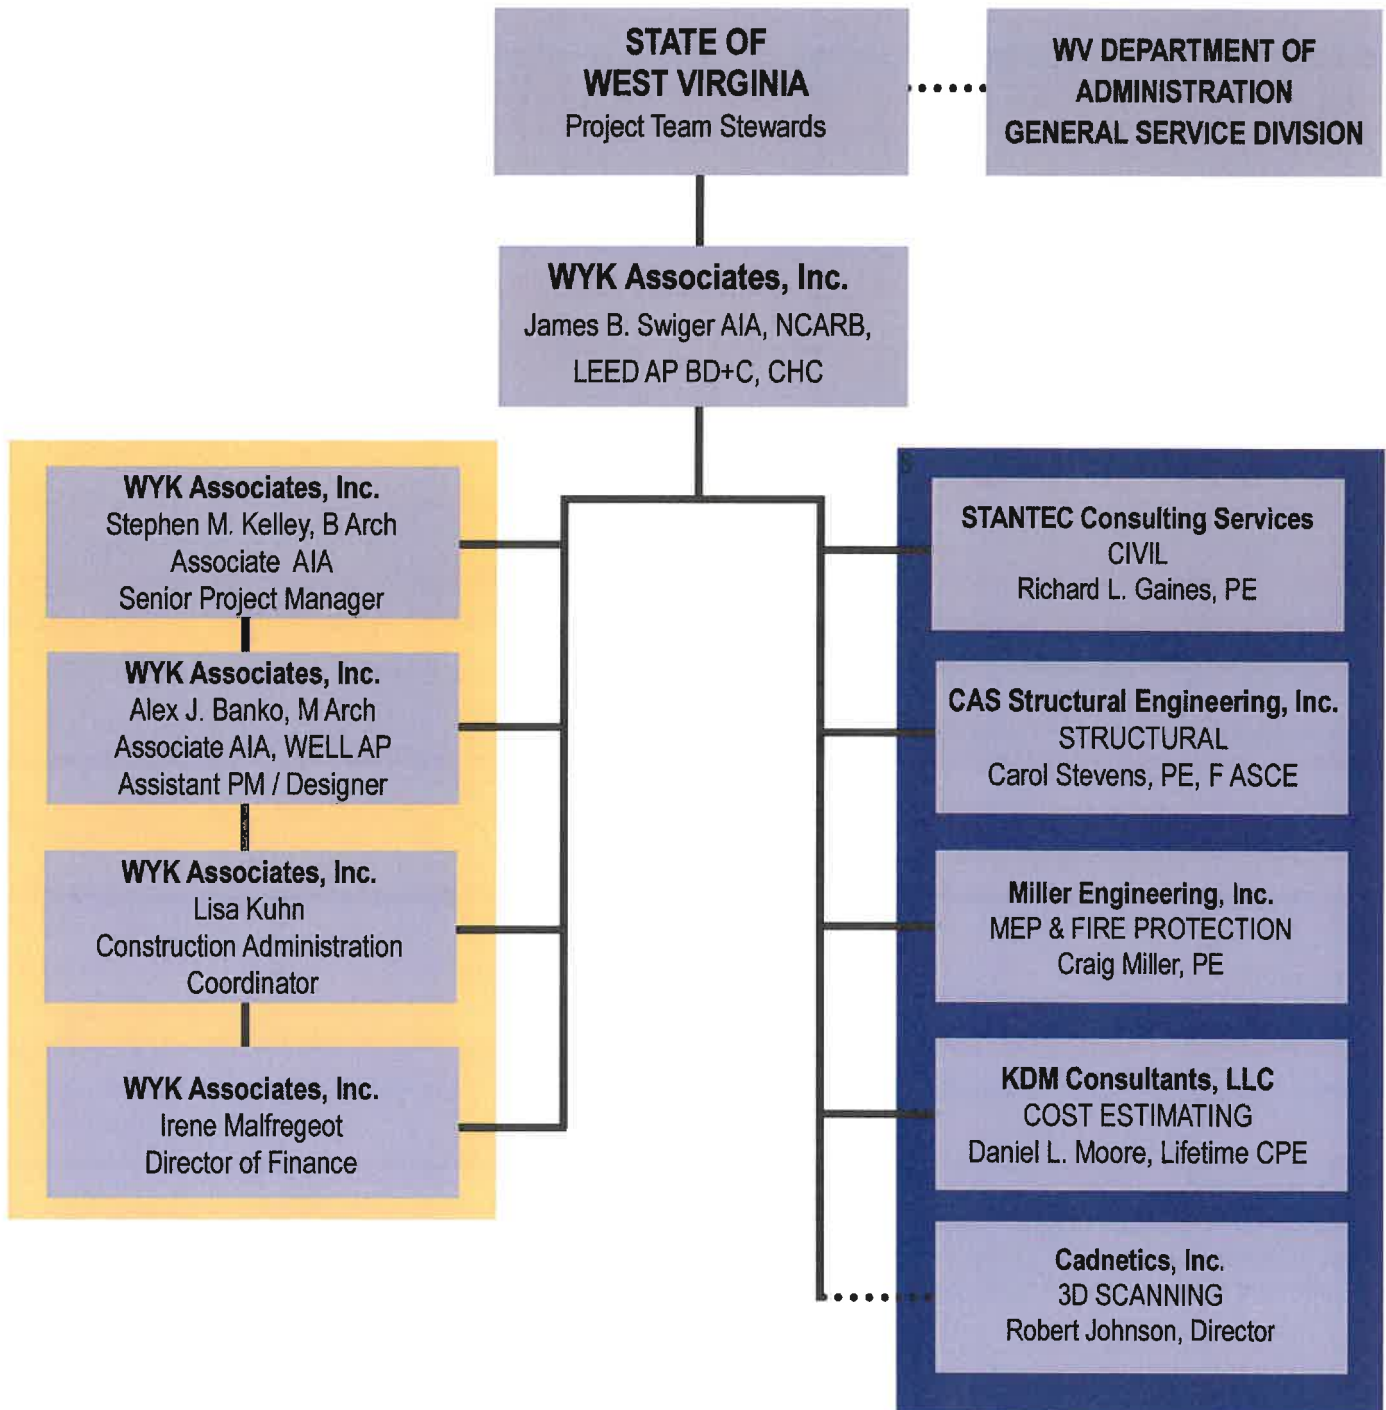 STATE OF
WEST VIRGINIA
Project Team Stewards
WV DEPARTMENT OF
ADMINISTRATION
GENERAL SERVICE DIVISION
WYK Associates, Inc.
James B. Swiger AIA, NCARB,
LEED AP BD+C, CHC
WYK Associates, Inc.
Stephen M. Kelley, B Arch
Associate AIA
Senior Project Manager
WYK Associates, Inc.
Alex J. Banko, M Arch
Associate AIA, WELL AP
Assistant PM / Designer
WYK Associates, Inc.
Lisa Kuhn
Construction Administration
Coordinator
WYK Associates, Inc.
Irene Malfregeot
Director of Finance
STANTEC Consulting Services
CIVIL
Richard L. Gaines, PE
CAS Structural Engineering, Inc.
STRUCTURAL
Carol Stevens, PE, F ASCE
Miller Engineering, Inc.
MEP & FIRE PROTECTION
Craig Miller, PE
KDM Consultants, LLC
COST ESTIMATING
Daniel L. Moore, Lifetime CPE
Cadnetics, Inc.
3D SCANNING
Robert Johnson, Director